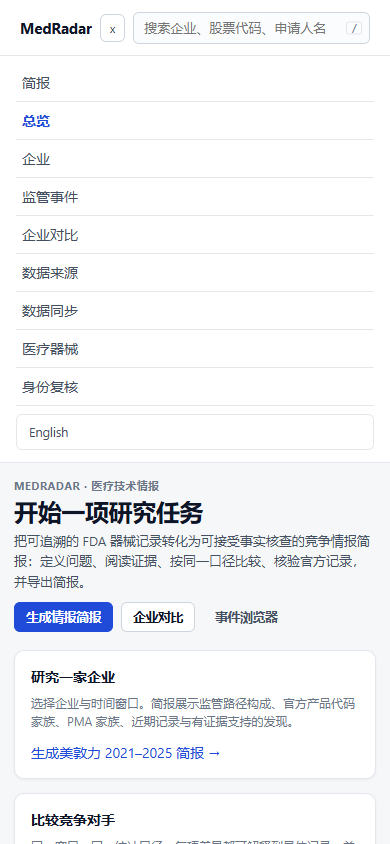 MedRadar x 搜索企业、股票代码、申请人名 /
简报
总览
企业
监管事件
企业对比
数据来源
数据同步
医疗器械
身份复核
English
MEDRADAR · 医疗技术情报
开始一项研究任务
把可追溯的 FDA 器械记录转化为可接受事实核查的竞争情报简
报：定义问题、阅读证据、按同一口径比较、核验官方记录，
并导出简报。
生成情报简报 企业对比 事件浏览器
研究一家企业
选择企业与时间窗口。简报展示监管路径构成、官方产品代码
家族、PMA 家族、近期记录与有证据支持的发现。
生成美敦力 2021–2025 简报 →
比较竞争对手